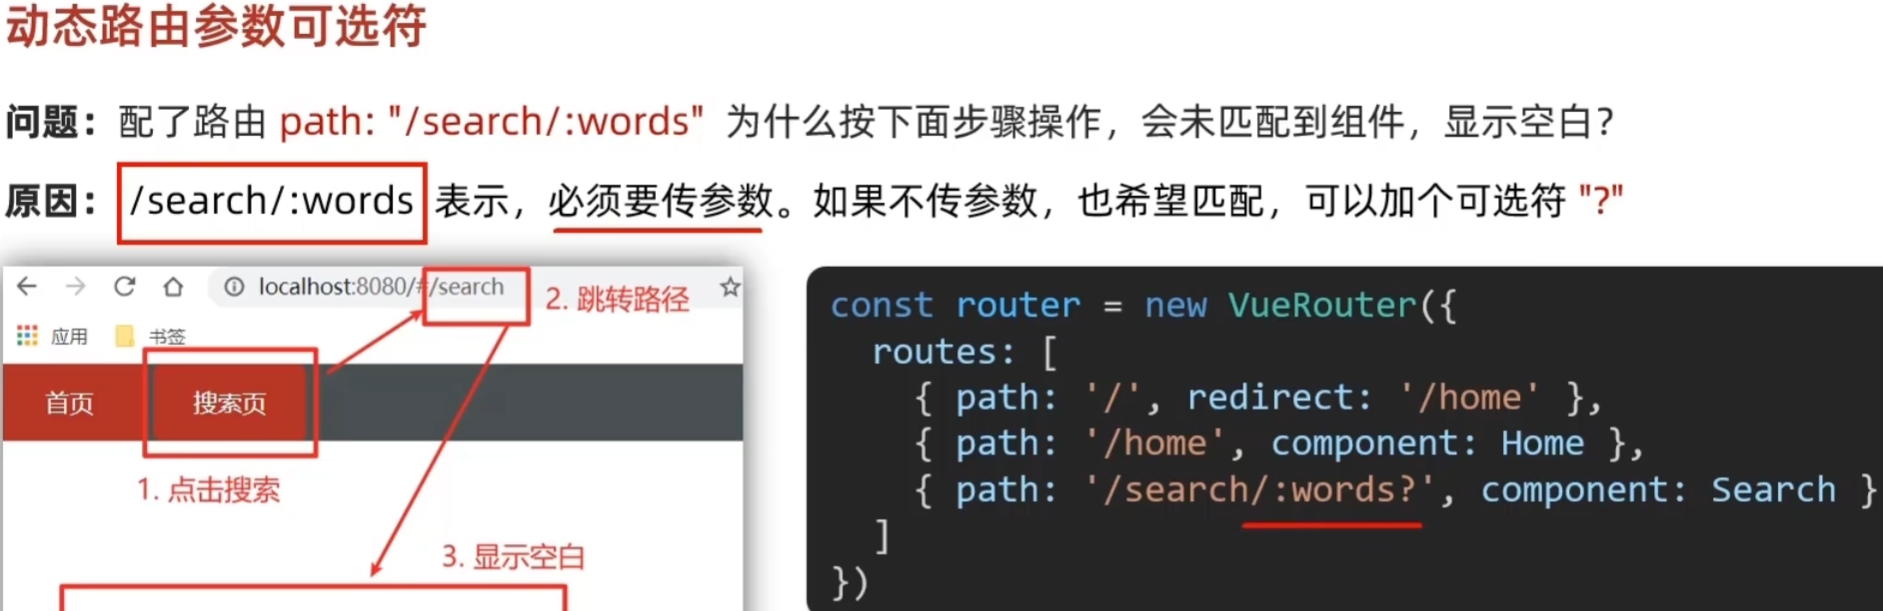 动态路由参数可选符
问题：配了路由 path: "/search/:words" 为什么按下面步骤操作，会未匹配到组件，显示空白？
原因：/search/:words 表示，必须要传参数。如果不传参数，也希望匹配，可以加个可选符 "?"
localhost:8080/#/search
2. 跳转路径
应用 书签
首页 搜索页
1. 点击搜索
3. 显示空白
const router = new VueRouter({
routes: [
{ path: '/', redirect: '/home' },
{ path: '/home', component: Home },
{ path: '/search/:words?', component: Search }
]
})